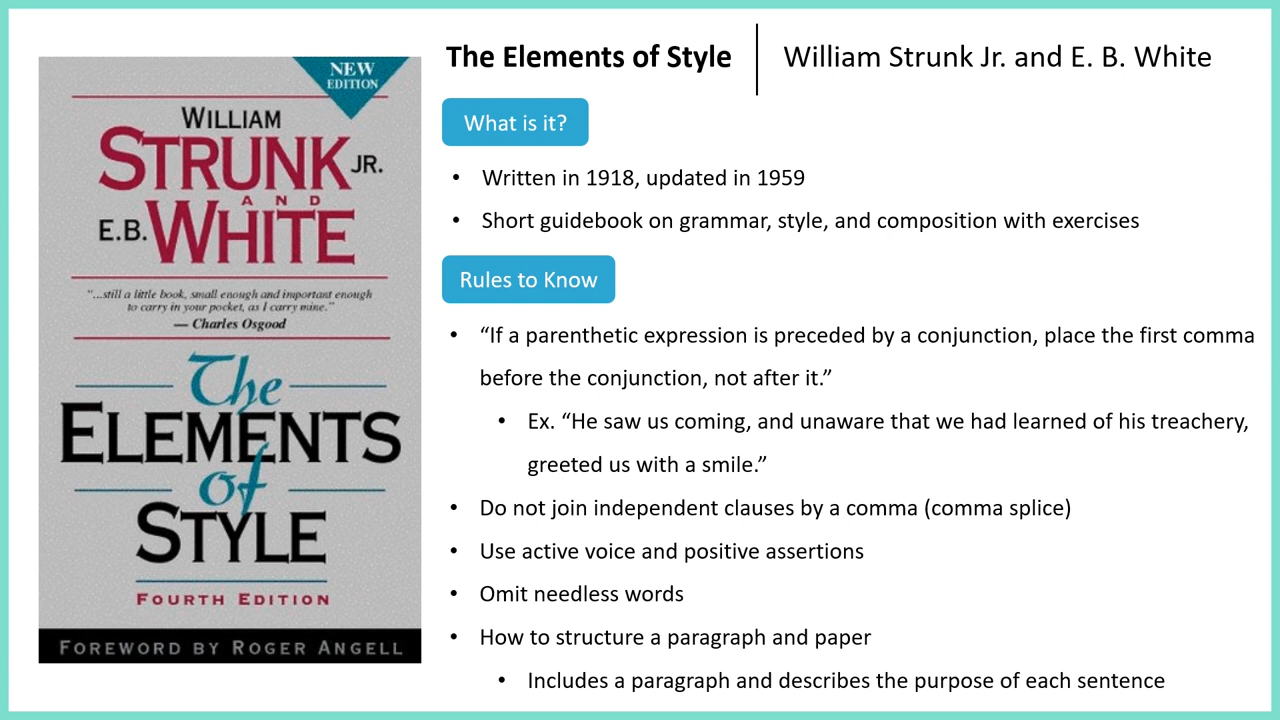 NEW
EDITION
WILLIAM
STRUNK JR.
AND
E.B. WHITE
"...still a little book, small enough and important enough
to carry in your pocket, as I carry mine."
— Charles Osgood
The
ELEMENTS
of
STYLE
FOURTH EDITION
FOREWORD BY ROGER ANGELL
The Elements of Style | William Strunk Jr. and E. B. White
What is it?
• Written in 1918, updated in 1959
• Short guidebook on grammar, style, and composition with exercises
Rules to Know
• “If a parenthetic expression is preceded by a conjunction, place the first comma
before the conjunction, not after it.”
• Ex. “He saw us coming, and unaware that we had learned of his treachery,
greeted us with a smile.”
• Do not join independent clauses by a comma (comma splice)
• Use active voice and positive assertions
• Omit needless words
• How to structure a paragraph and paper
• Includes a paragraph and describes the purpose of each sentence